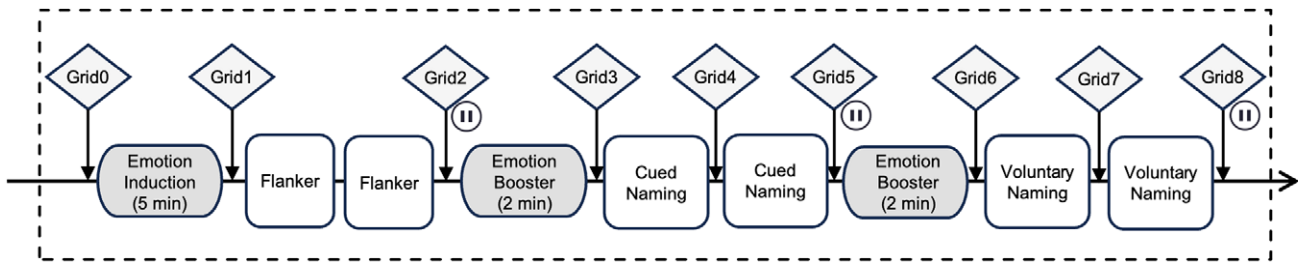 Grid0
Grid1
Grid2
Grid3
Grid4
Grid5
Grid6
Grid7
Grid8
Emotion
Induction
(5 min)
Flanker
Flanker
Emotion
Booster
(2 min)
Cued
Naming
Cued
Naming
Emotion
Booster
(2 min)
Voluntary
Naming
Voluntary
Naming